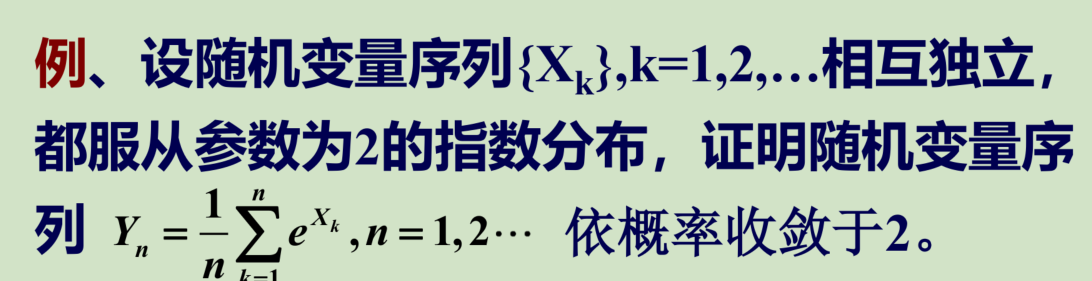 例、设随机变量序列{Xₖ},k=1,2,…相互独立,
都服从参数为2的指数分布，证明随机变量序
列 Yₙ = 1/n ∑ₖ₌₁ⁿ e^{Xₖ}, n = 1, 2⋯ 依概率收敛于2。